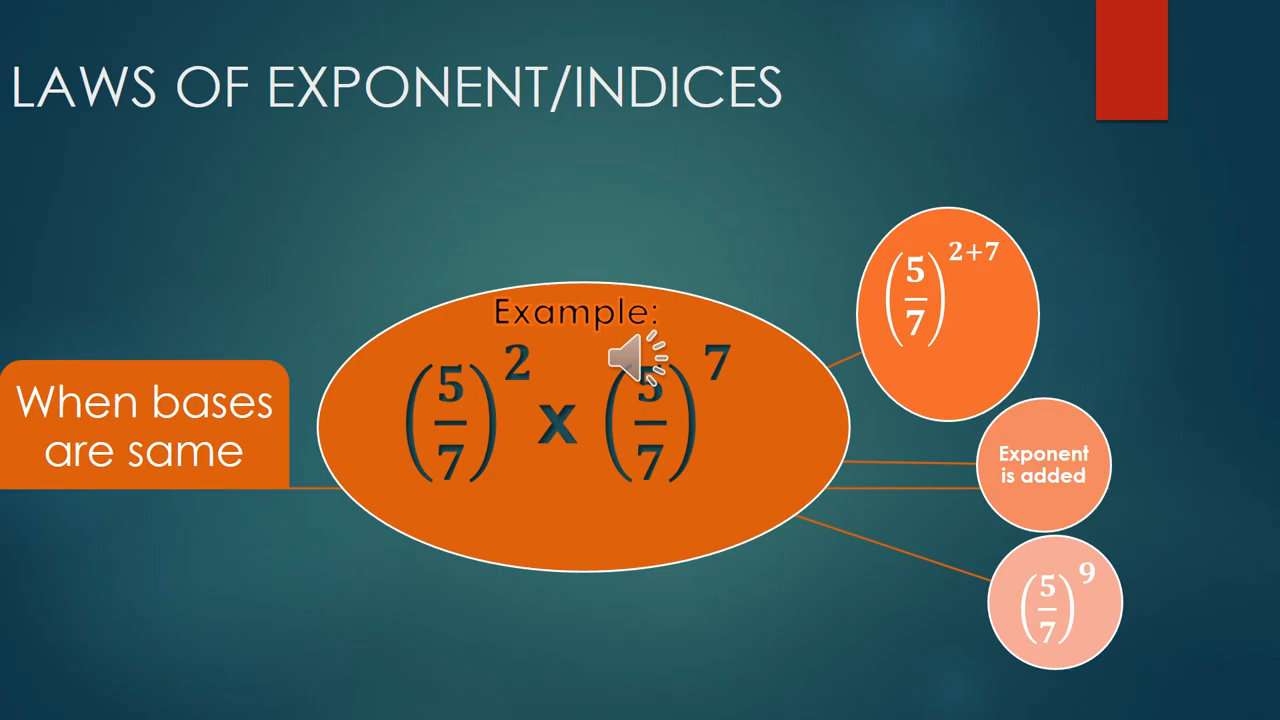 LAWS OF EXPONENT/INDICES
When bases
are same
Example:
(5/7)² x (5/7)⁷
(5/7)²⁺⁷
Exponent
is added
(5/7)⁹